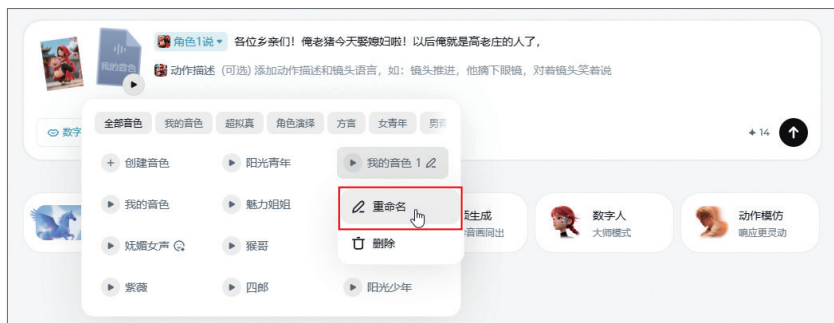 角色1说 各位乡亲们！俺老猪今天娶媳妇啦！以后俺就是高老庄的人了，
我的音色
动作描述 (可选) 添加动作描述和镜头语言，如：镜头推进，他摘下眼镜，对着镜头笑着说
全部音色 我的音色 超拟真 角色演绎 方言 女青年 男青
数字
14
创建音色 阳光青年 我的音色 1
我的音色 魅力姐姐 重命名
妩媚女声 猴哥 删除
紫薇 四郎 阳光少年
生成
音画同出
数字人
大师模式
动作模仿
响应更灵动